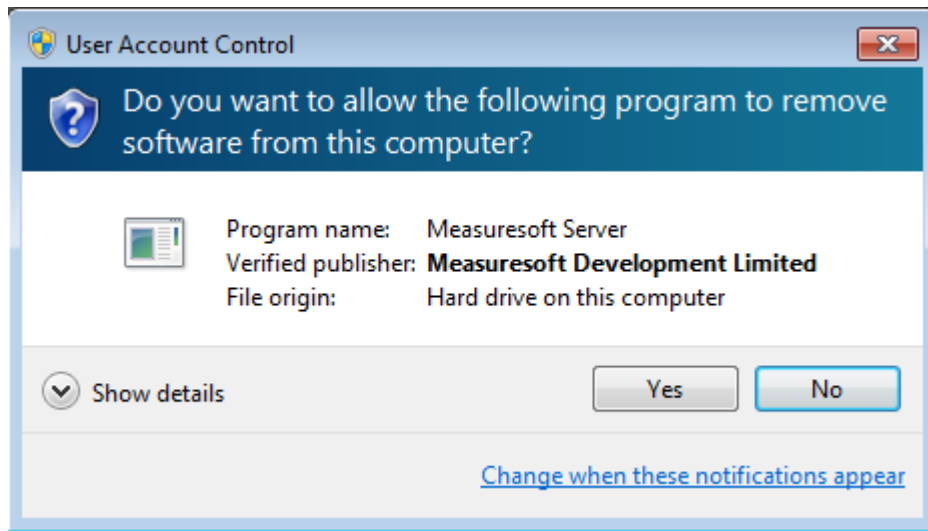 User Account Control
Do you want to allow the following program to remove
software from this computer?
Program name: Measuresoft Server
Verified publisher: Measuresoft Development Limited
File origin: Hard drive on this computer
Show details
Yes
No
Change when these notifications appear